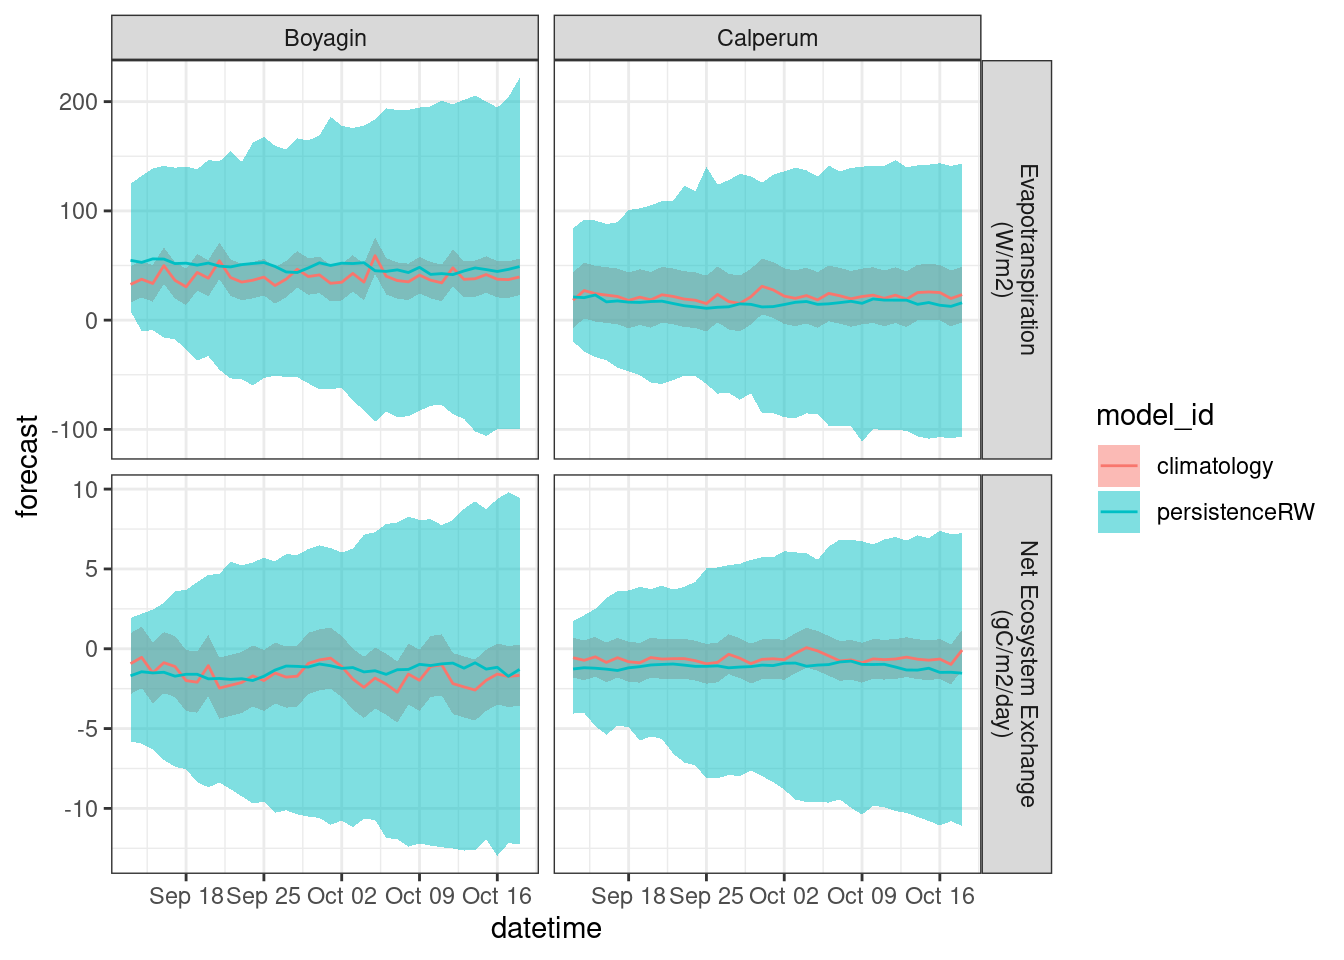 Boyagin
Calperum
200
100
0
-100
Evapotranspiration
(W/m2)
forecast
10
5
0
-5
-10
Net Ecosystem Exchange
(gC/m2/day)
Sep 18 Sep 25 Oct 02 Oct 09 Oct 16
Sep 18 Sep 25 Oct 02 Oct 09 Oct 16
datetime
model_id
climatology
persistenceRW